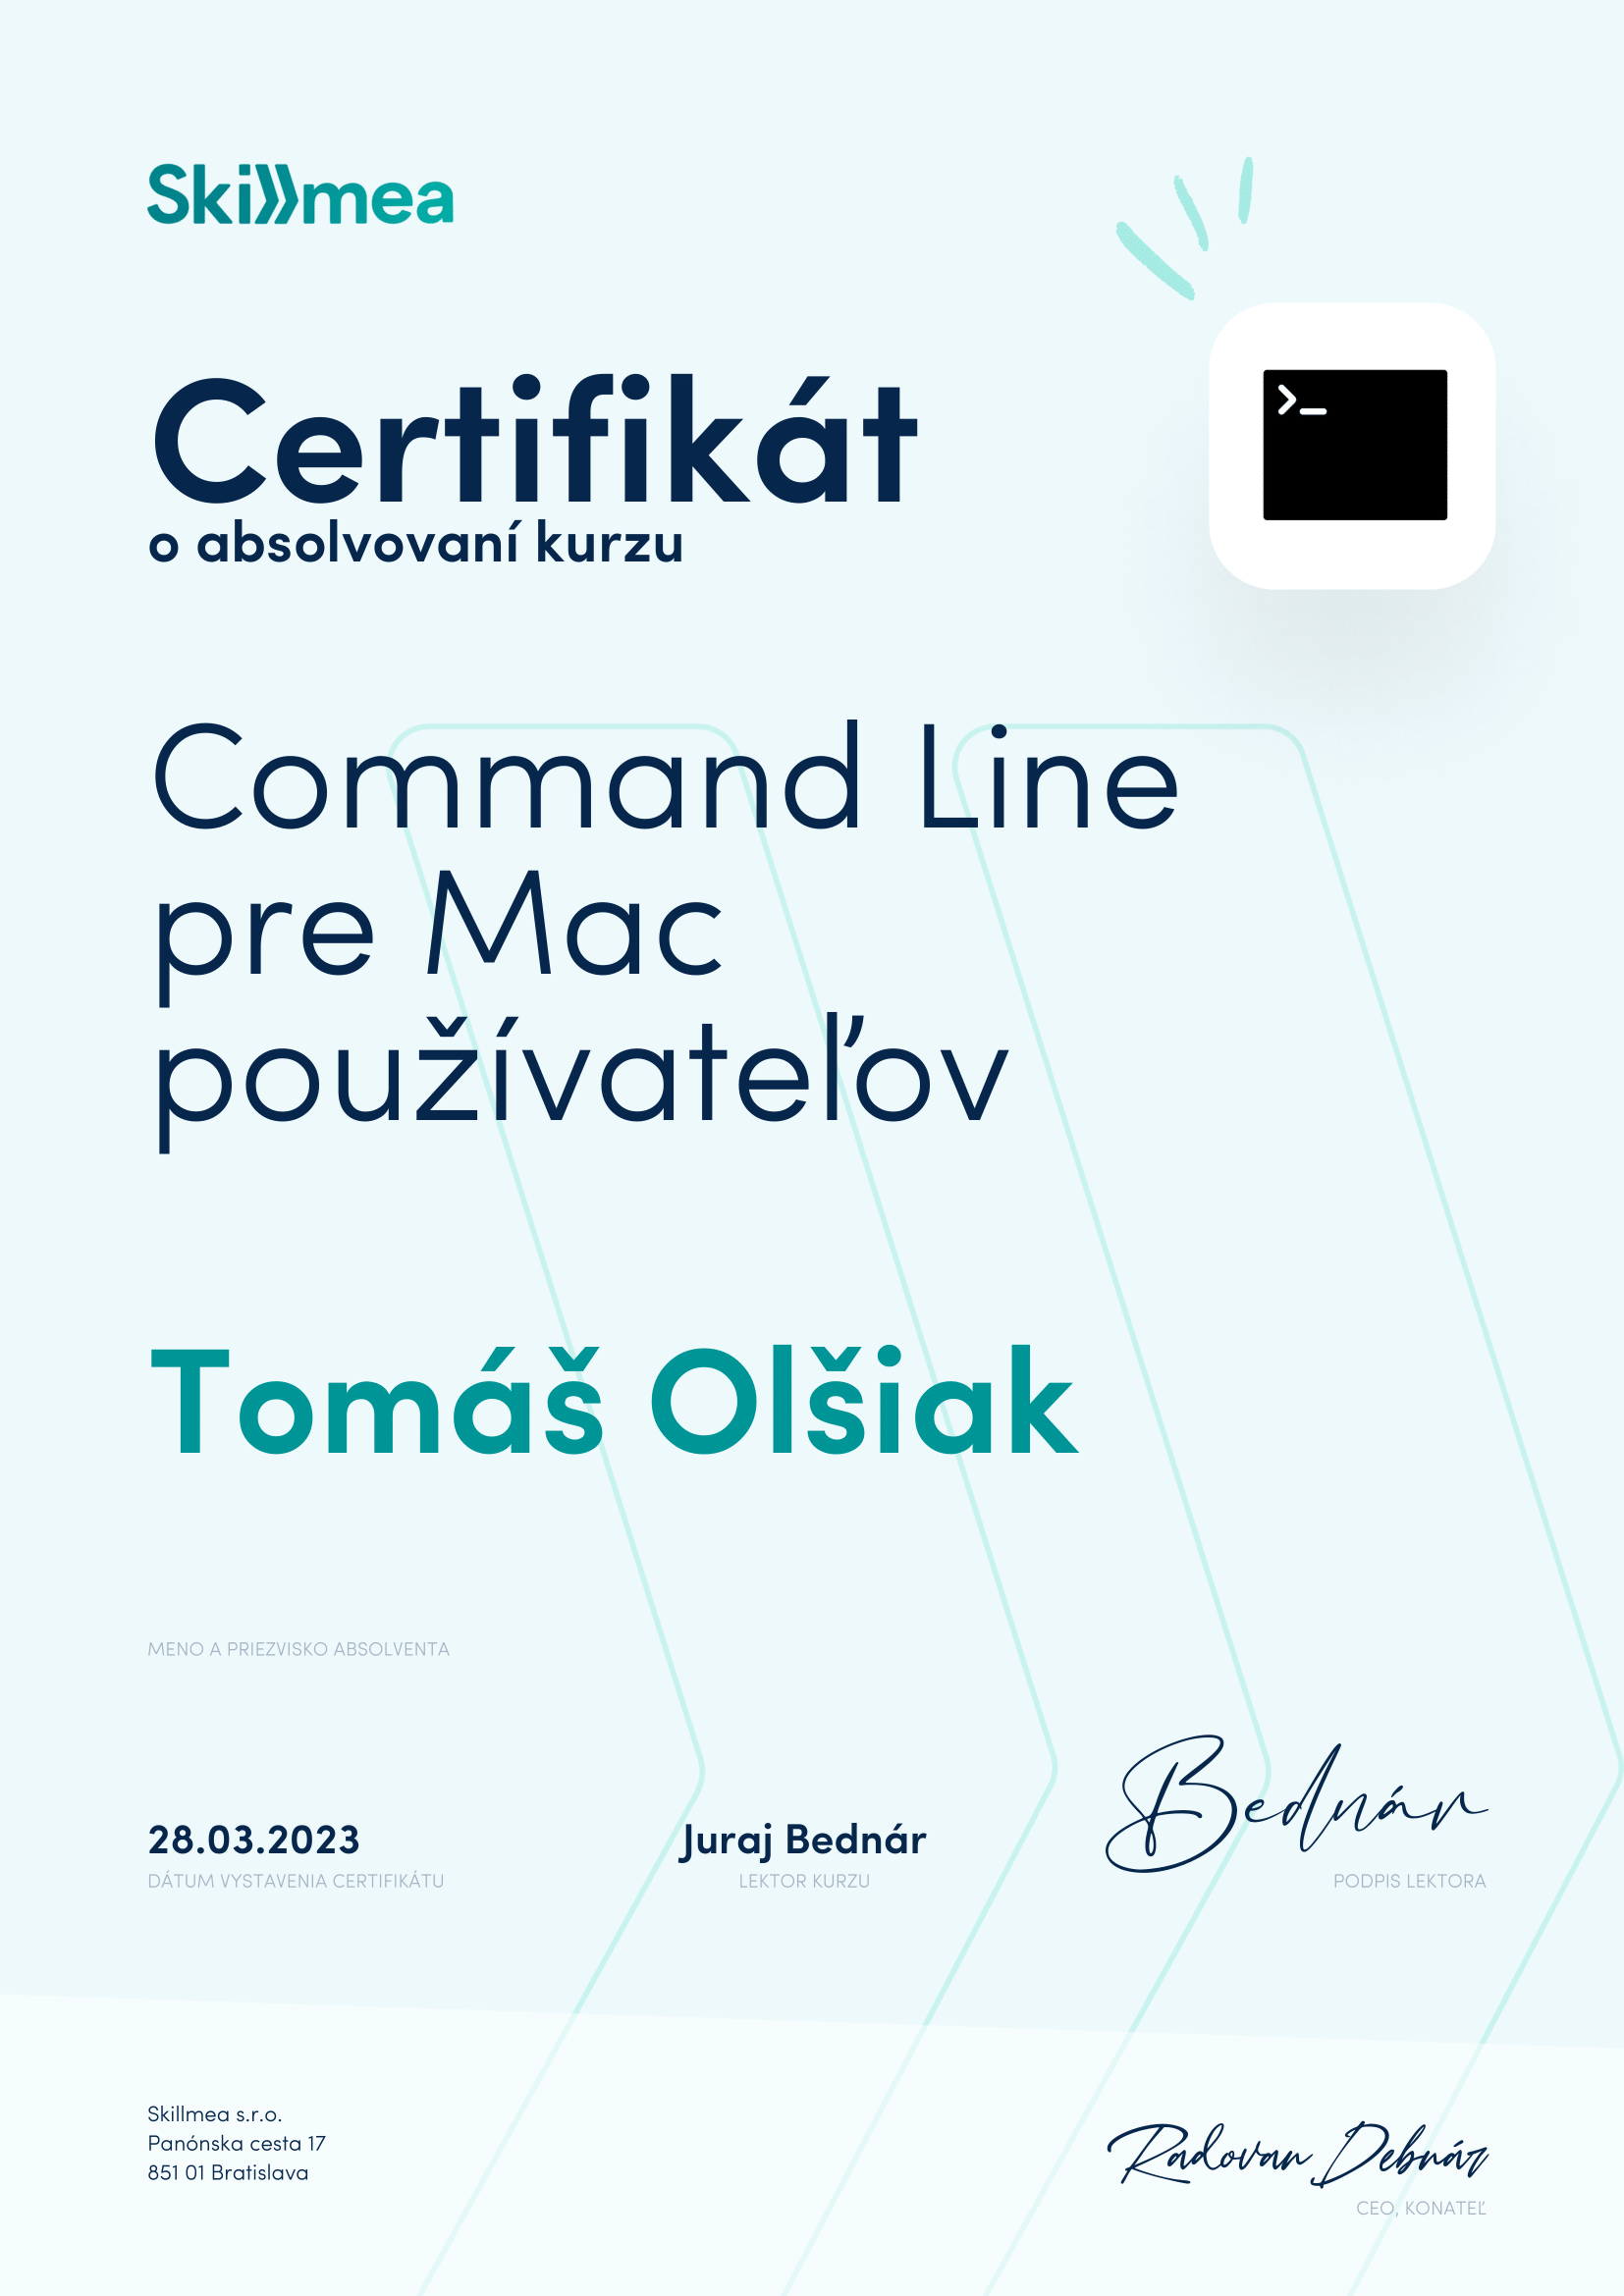 Skillmea
Certifikát
o absolvovaní kurzu
>_
Command Line
pre Mac
používateľov
Tomáš Olšiak
MENO A PRIEZVISKO ABSOLVENTA
Bednár
28.03.2023
Juraj Bednár
DÁTUM VYSTAVENIA CERTIFIKÁTU
LEKTOR KURZU
PODPIS LEKTORA
Skillmea s.r.o.
Panónska cesta 17
851 01 Bratislava
Radovan Debnár
CEO, KONATEĽ